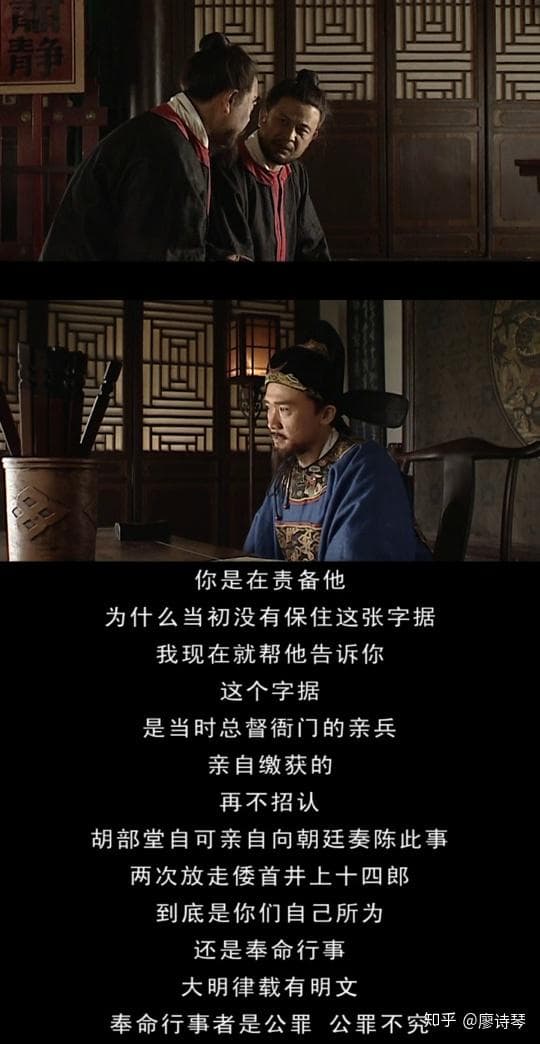 肃静
你是在责备他
为什么当初没有保住这张字据
我现在就帮他告诉你
这个字据
是当时总督衙门的亲兵
亲自缴获的
再不招认
胡部堂自可亲自向朝廷奏陈此事
两次放走倭首井上十四郎
到底是你们自己所为
还是奉命行事
大明律载有明文
奉命行事者是公罪 公罪不究
知乎 @廖诗琴